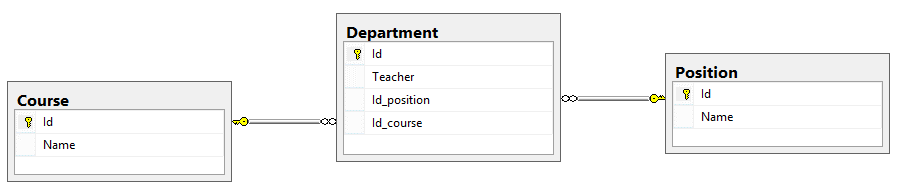 Course
Id
Name
Department
Id
Teacher
Id_position
Id_course
Position
Id
Name